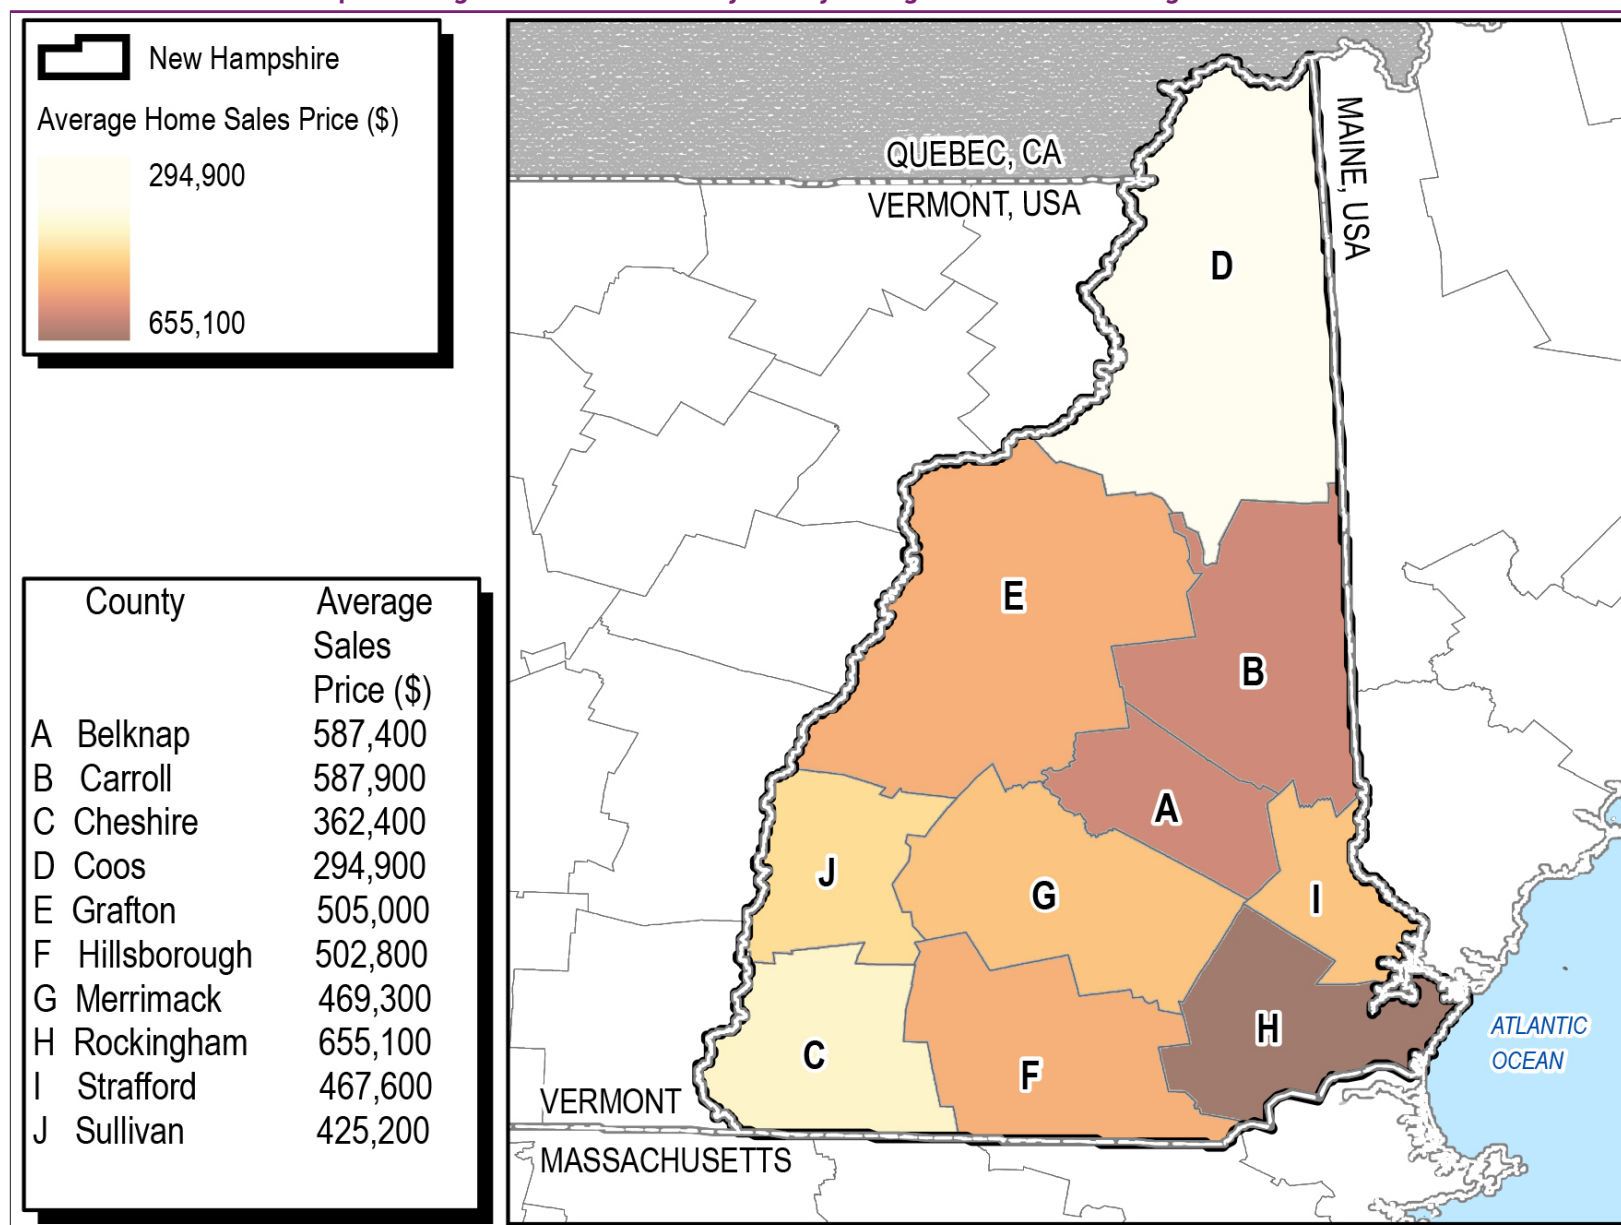 New Hampshire
Average Home Sales Price ($)
294,900
655,100
County Average
Sales
Price ($)
A Belknap 587,400
B Carroll 587,900
C Cheshire 362,400
D Coos 294,900
E Grafton 505,000
F Hillsborough 502,800
G Merrimack 469,300
H Rockingham 655,100
I Strafford 467,600
J Sullivan 425,200
QUEBEC, CA
VERMONT, USA
MAINE, USA
D
E
B
A
J
G
I
H
C
F
ATLANTIC
OCEAN
VERMONT
MASSACHUSETTS